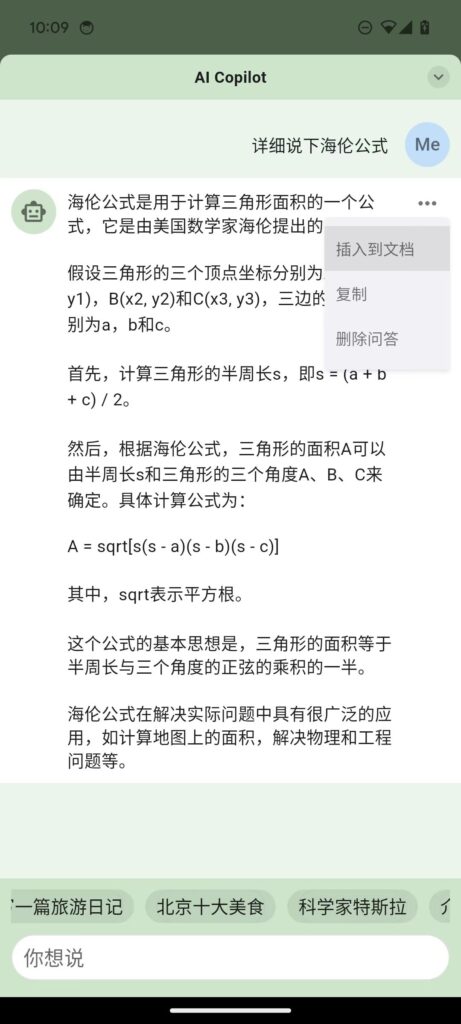 10:09
AI Copilot
详细说下海伦公式
Me
海伦公式是用于计算三角形面积的一个公
式，它是由美国数学家海伦提出的
插入到文档
复制
删除问答
假设三角形的三个顶点坐标分别为
y1)，B(x2, y2)和C(x3, y3)，三边的
别为a，b和c。
首先，计算三角形的半周长s，即s = (a + b
+ c) / 2。
然后，根据海伦公式，三角形的面积A可以
由半周长s和三角形的三个角度A、B、C来
确定。具体计算公式为：
A = sqrt[s(s - a)(s - b)(s - c)]
其中，sqrt表示平方根。
这个公式的基本思想是，三角形的面积等于
半周长与三个角度的正弦的乘积的一半。
海伦公式在解决实际问题中具有很广泛的应
用，如计算地图上的面积，解决物理和工程
问题等。
一篇旅游日记
北京十大美食
科学家特斯拉
你想说